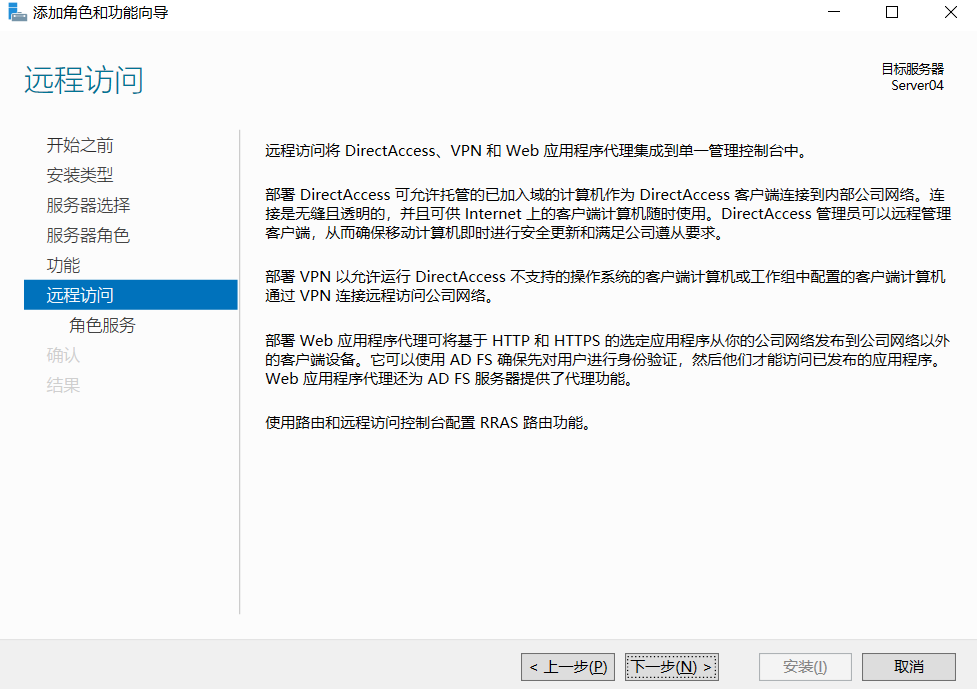 添加角色和功能向导
远程访问
目标服务器
Server04
开始之前
安装类型
服务器选择
服务器角色
功能
远程访问
角色服务
确认
结果
远程访问将 DirectAccess、VPN 和 Web 应用程序代理集成到单一管理控制台中。
部署 DirectAccess 可允许托管的已加入域的计算机作为 DirectAccess 客户端连接到内部公司网络。连
接是无缝且透明的，并且可供 Internet 上的客户端计算机随时使用。DirectAccess 管理员可以远程管理
客户端，从而确保移动计算机即时进行安全更新和满足公司遵从要求。
部署 VPN 以允许运行 DirectAccess 不支持的操作系统的客户端计算机或工作组中配置的客户端计算机
通过 VPN 连接远程访问公司网络。
部署 Web 应用程序代理可将基于 HTTP 和 HTTPS 的选定应用程序从你的公司网络发布到公司网络以外
的客户端设备。它可以使用 AD FS 确保先对用户进行身份验证，然后他们才能访问已发布的应用程序。
Web 应用程序代理还为 AD FS 服务器提供了代理功能。
使用路由和远程访问控制台配置 RRAS 路由功能。
< 上一步(P) 下一步(N) > 安装(I) 取消